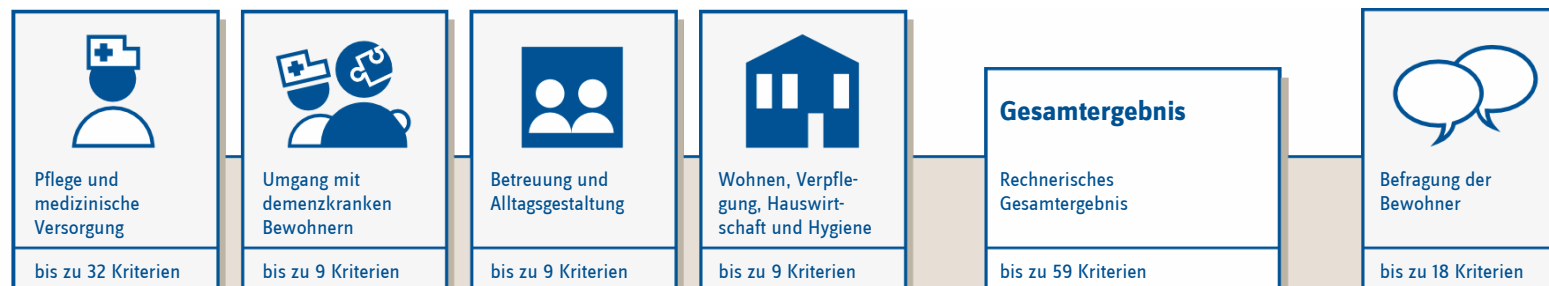 Pflege und
medizinische
Versorgung
bis zu 32 Kriterien
Umgang mit
demenzkranken
Bewohnern
bis zu 9 Kriterien
Betreuung und
Alltagsgestaltung
bis zu 9 Kriterien
Wohnen, Verpfle-
gung, Hauswirt-
schaft und Hygiene
bis zu 9 Kriterien
Gesamtergebnis
Rechnerisches
Gesamtergebnis
bis zu 59 Kriterien
Befragung der
Bewohner
bis zu 18 Kriterien